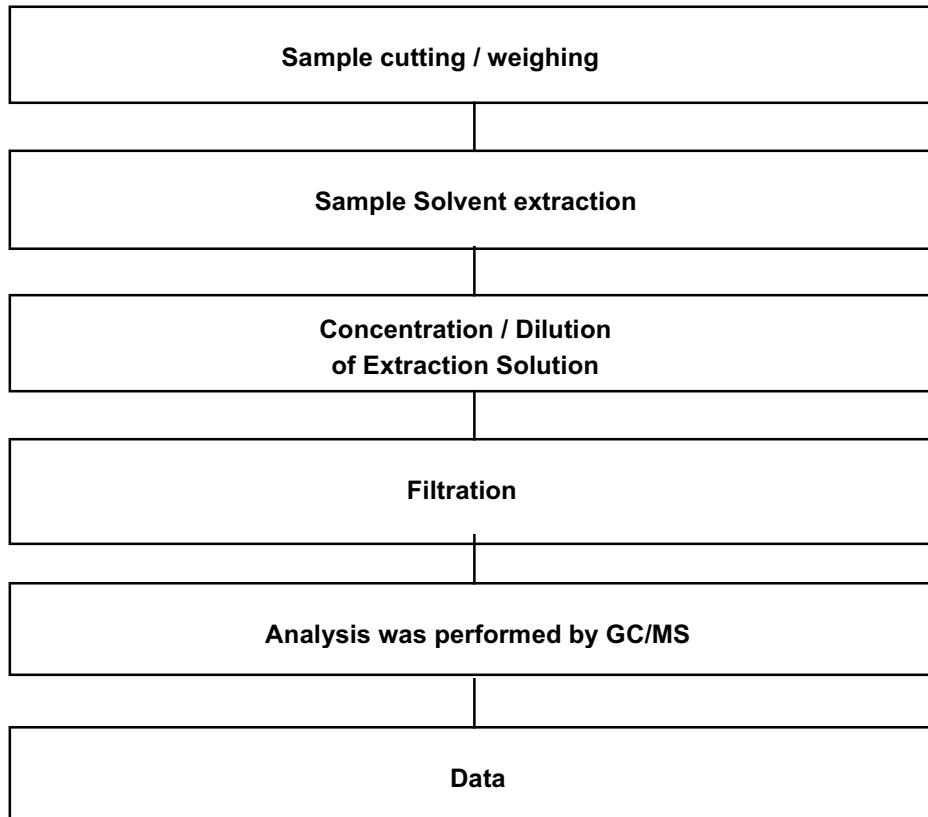 Sample cutting / weighing
Sample Solvent extraction
Concentration / Dilution
of Extraction Solution
Filtration
Analysis was performed by GC/MS
Data